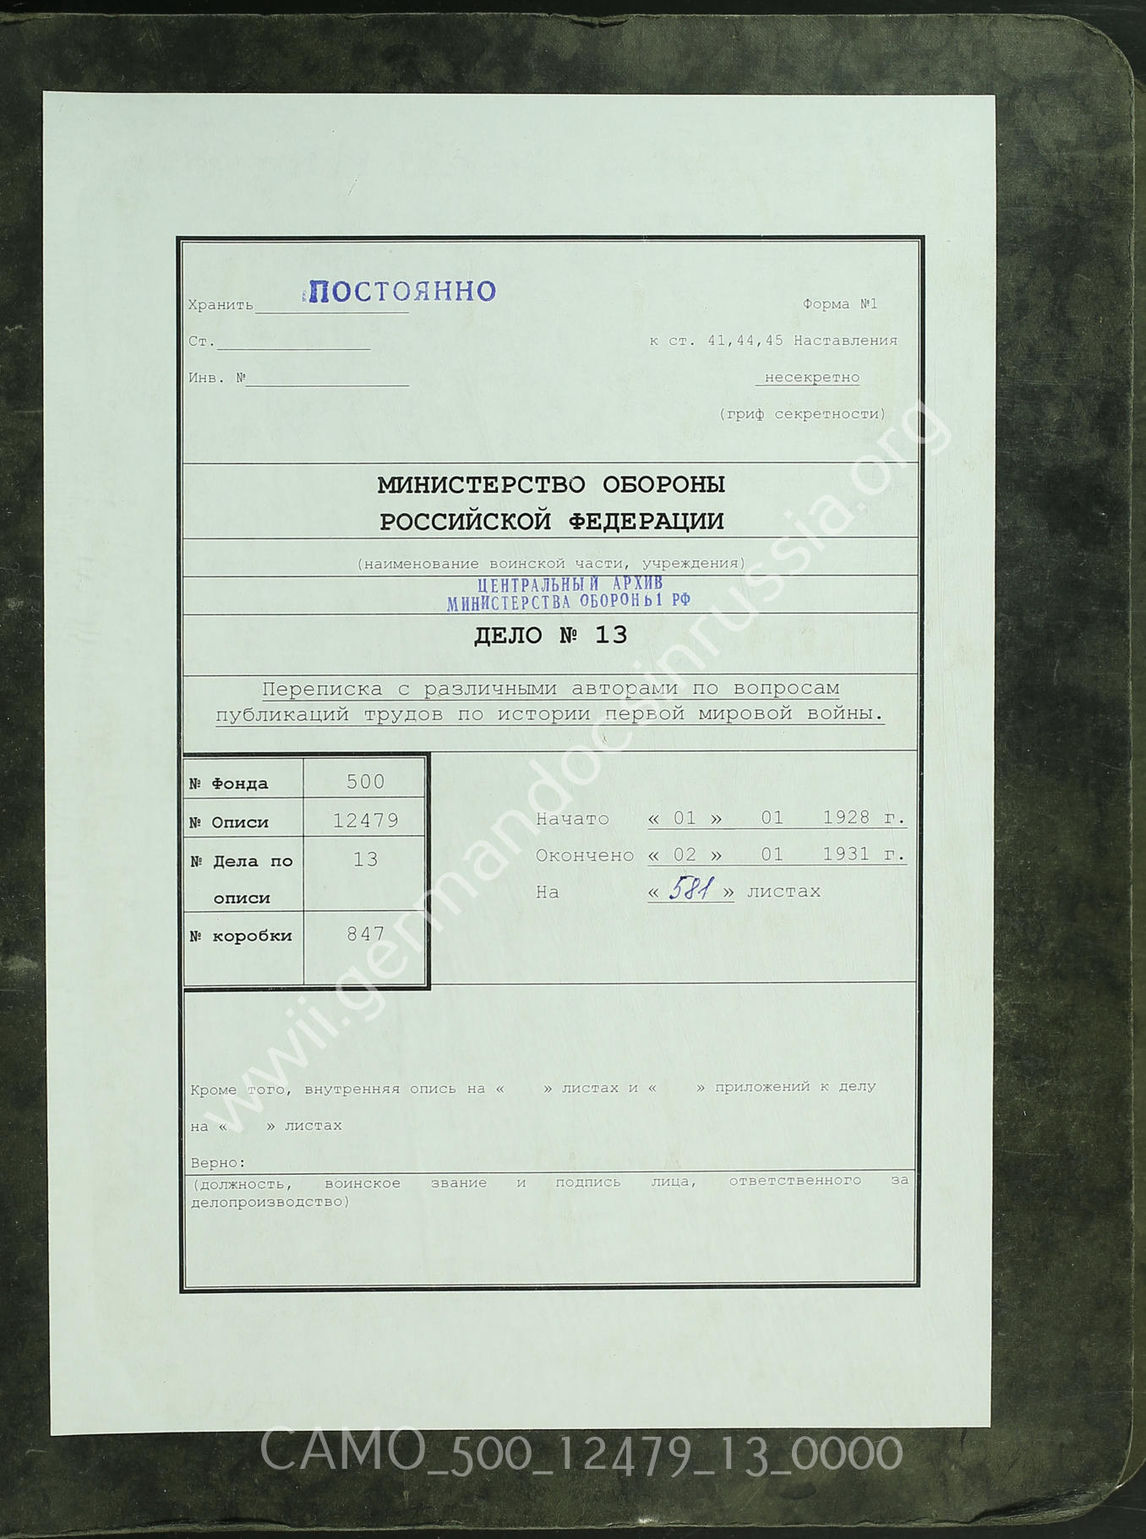 Хранить ПОСТОЯННО
Форма №1
Ст.
к ст. 41,44,45 Наставления
Инв. №
несекретно
(гриф секретности)
МИНИСТЕРСТВО ОБОРОНЫ
РОССИЙСКОЙ ФЕДЕРАЦИИ
(наименование воинской части, учреждения)
ЦЕНТРАЛЬНЫЙ АРХИВ
МИНИСТЕРСТВА ОБОРОНЫ РФ
ДЕЛО № 13
Переписка с различными авторами по вопросам
публикаций трудов по истории первой мировой войны.
№ Фонда 500
№ Описи 12479
№ Дела по 13
описи
№ коробки 847
Начато « 01 » 01 1928 г.
Окончено « 02 » 01 1931 г.
На « 581 » листах
Кроме того, внутренняя опись на « » листах и « » приложений к делу
на « » листах
Верно:
(должность, воинское звание и подпись лица, ответственного за
делопроизводство)
wwii.germandocsinrussia.org
CAMO_500_12479_13_0000